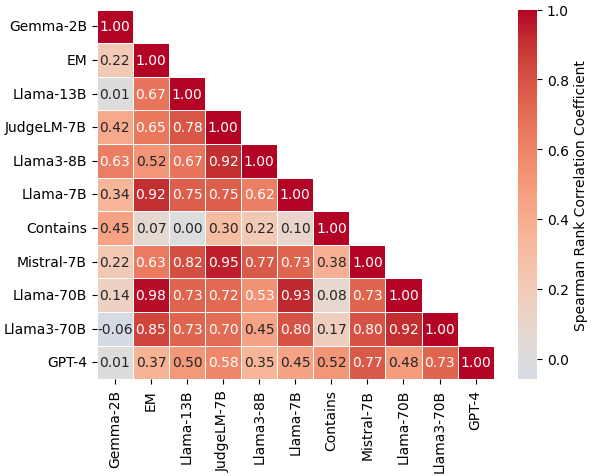 Gemma-2B 1.00
EM 0.22 1.00
Llama-13B 0.01 0.67 1.00
JudgeLM-7B 0.42 0.65 0.78 1.00
Llama3-8B 0.63 0.52 0.67 0.92 1.00
Llama-7B 0.34 0.92 0.75 0.75 0.62 1.00
Contains 0.45 0.07 0.00 0.30 0.22 0.10 1.00
Mistral-7B 0.22 0.63 0.82 0.95 0.77 0.73 0.38 1.00
Llama-70B 0.14 0.98 0.73 0.72 0.53 0.93 0.08 0.73 1.00
Llama3-70B -0.06 0.85 0.73 0.70 0.45 0.80 0.17 0.80 0.92 1.00
GPT-4 0.01 0.37 0.50 0.58 0.35 0.45 0.52 0.77 0.48 0.73 1.00
Gemma-2B
EM
Llama-13B
JudgeLM-7B
Llama3-8B
Llama-7B
Contains
Mistral-7B
Llama-70B
Llama3-70B
GPT-4
1.0
0.8
0.6
0.4
0.2
0.0
Spearman Rank Correlation Coefficient